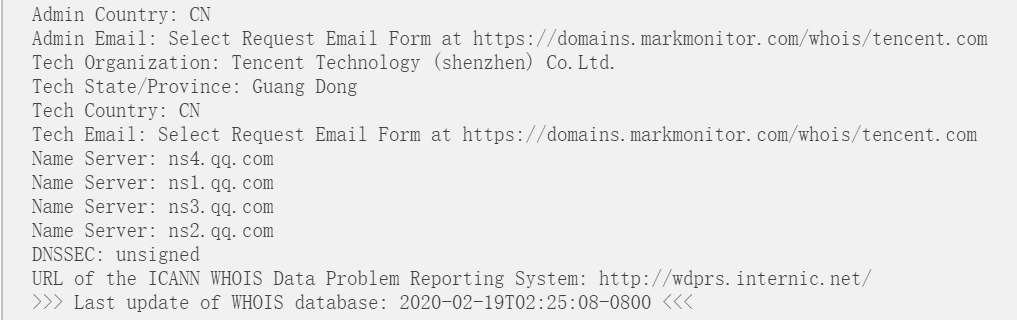 Admin Country: CN
Admin Email: Select Request Email Form at https://domains.markmonitor.com/whois/tencent.com
Tech Organization: Tencent Technology (shenzhen) Co.Ltd.
Tech State/Province: Guang Dong
Tech Country: CN
Tech Email: Select Request Email Form at https://domains.markmonitor.com/whois/tencent.com
Name Server: ns4.qq.com
Name Server: ns1.qq.com
Name Server: ns3.qq.com
Name Server: ns2.qq.com
DNSSEC: unsigned
URL of the ICANN WHOIS Data Problem Reporting System: http://wdprs.internic.net/
>>> Last update of WHOIS database: 2020-02-19T02:25:08-0800 <<<